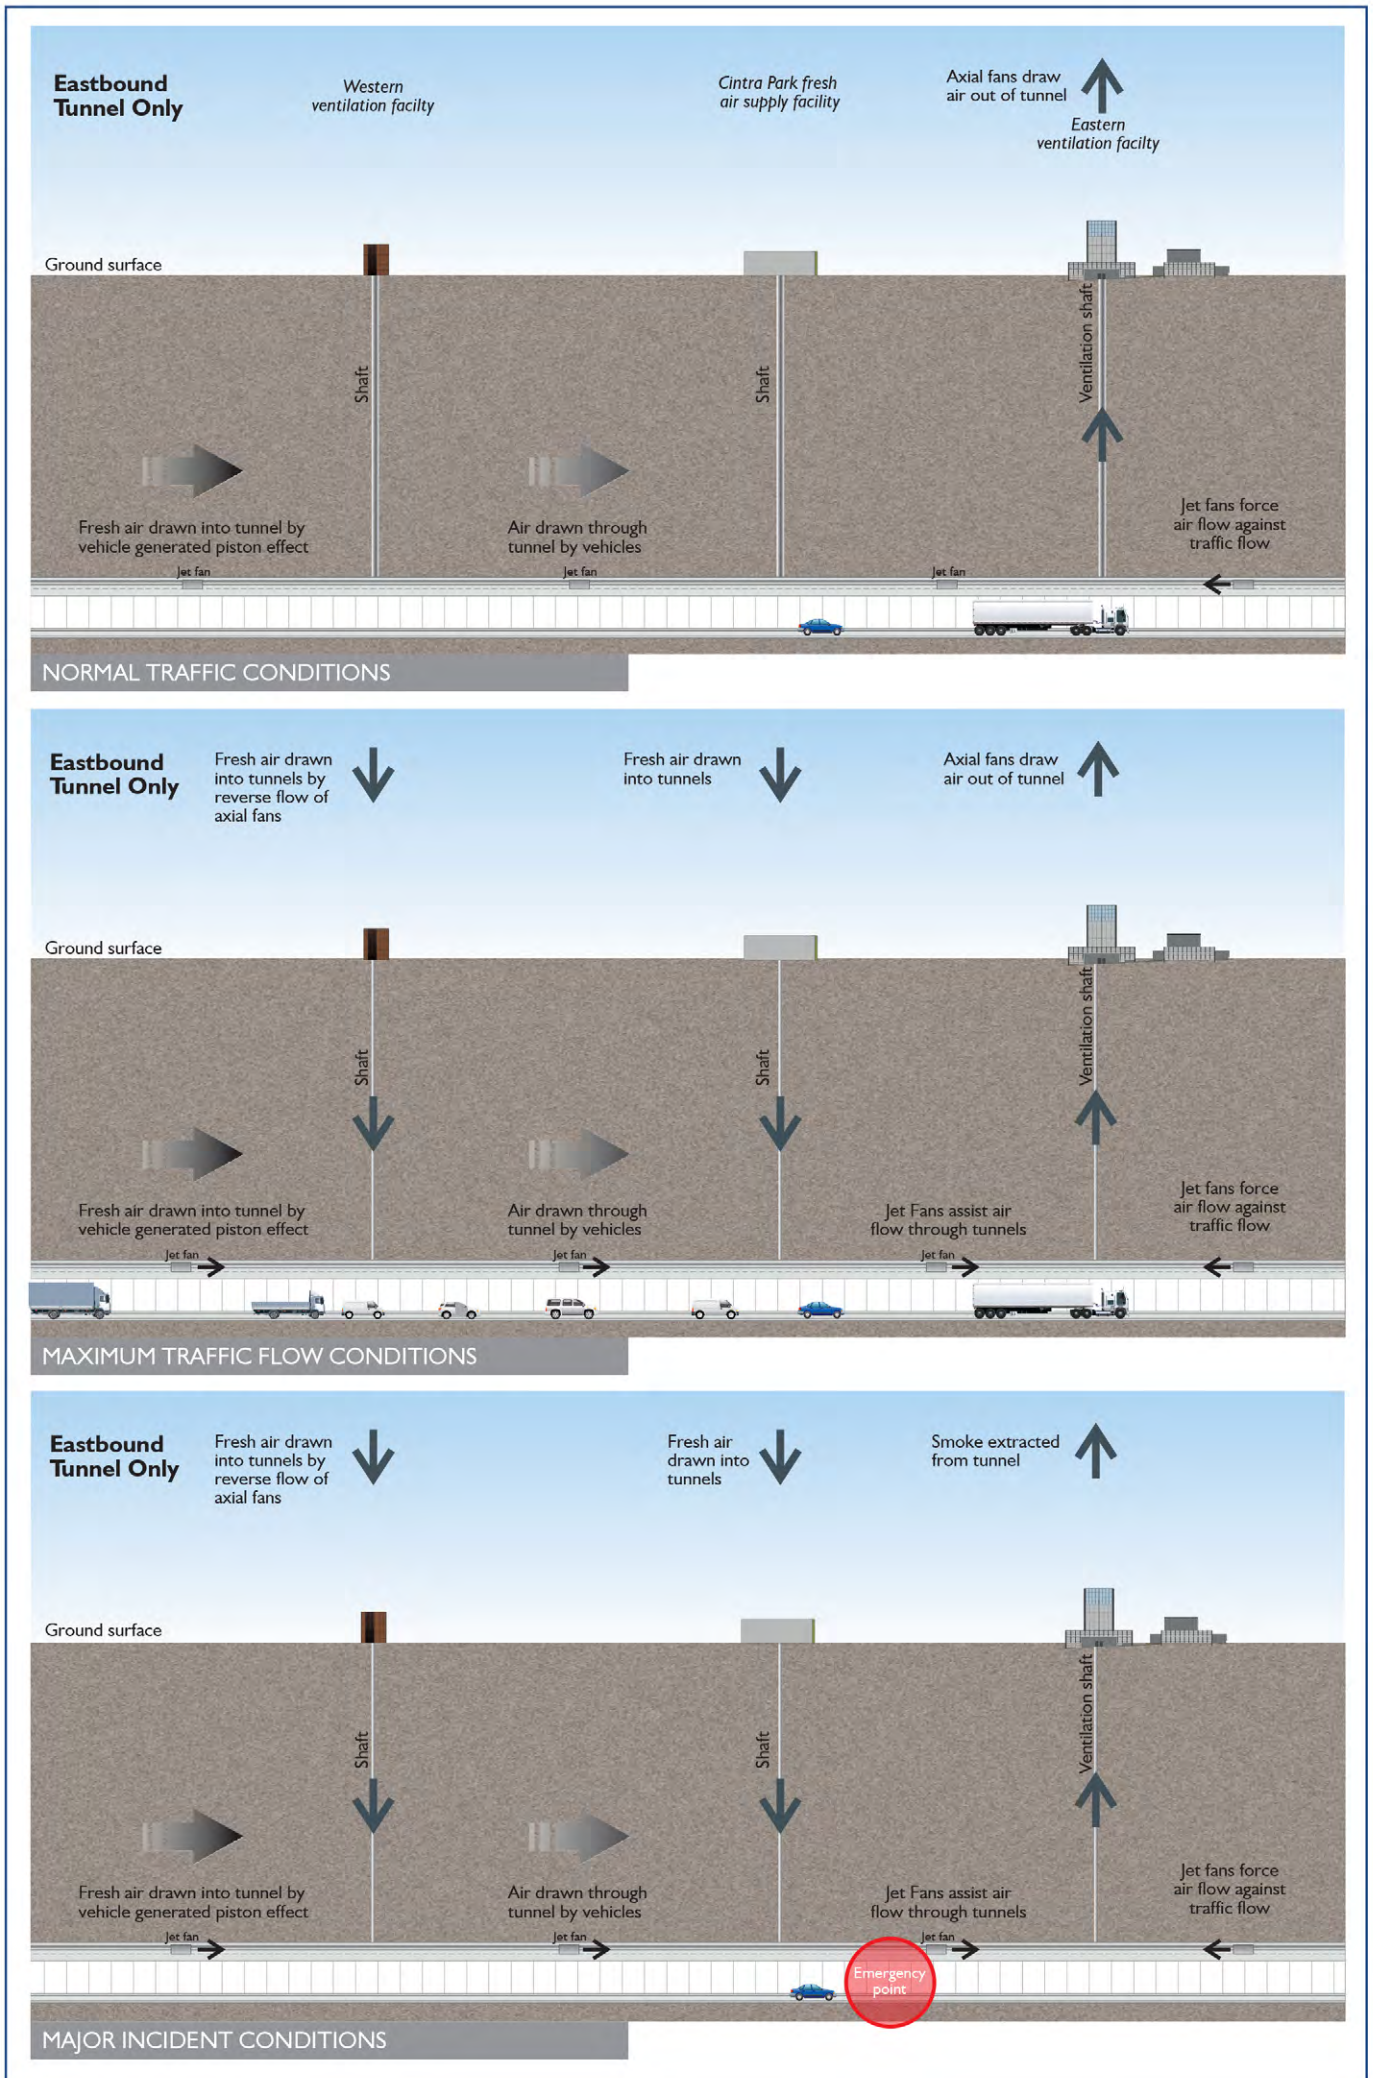 Eastbound
Tunnel Only
Western
ventilation facilty
Cintra Park fresh
air supply facility
Axial fans draw
air out of tunnel
Eastern
ventilation facilty
Ground surface
Shaft
Shaft
Ventilation shaft
Fresh air drawn into tunnel by
vehicle generated piston effect
Air drawn through
tunnel by vehicles
Jet fans force
air flow against
traffic flow
Jet fan
Jet fan
Jet fan
NORMAL TRAFFIC CONDITIONS
Eastbound
Tunnel Only
Fresh air drawn
into tunnels by
reverse flow of
axial fans
Fresh air drawn
into tunnels
Axial fans draw
air out of tunnel
Ground surface
Shaft
Shaft
Ventilation shaft
Fresh air drawn into tunnel by
vehicle generated piston effect
Air drawn through
tunnel by vehicles
Jet Fans assist air
flow through tunnels
Jet fans force
air flow against
traffic flow
Jet fan
Jet fan
Jet fan
MAXIMUM TRAFFIC FLOW CONDITIONS
Eastbound
Tunnel Only
Fresh air drawn
into tunnels by
reverse flow of
axial fans
Fresh air
drawn into
tunnels
Smoke extracted
from tunnel
Ground surface
Shaft
Shaft
Ventilation shaft
Fresh air drawn into tunnel by
vehicle generated piston effect
Air drawn through
tunnel by vehicles
Jet Fans assist air
flow through tunnels
Jet fans force
air flow against
traffic flow
Jet fan
Jet fan
Jet fan
Emergency
point
MAJOR INCIDENT CONDITIONS